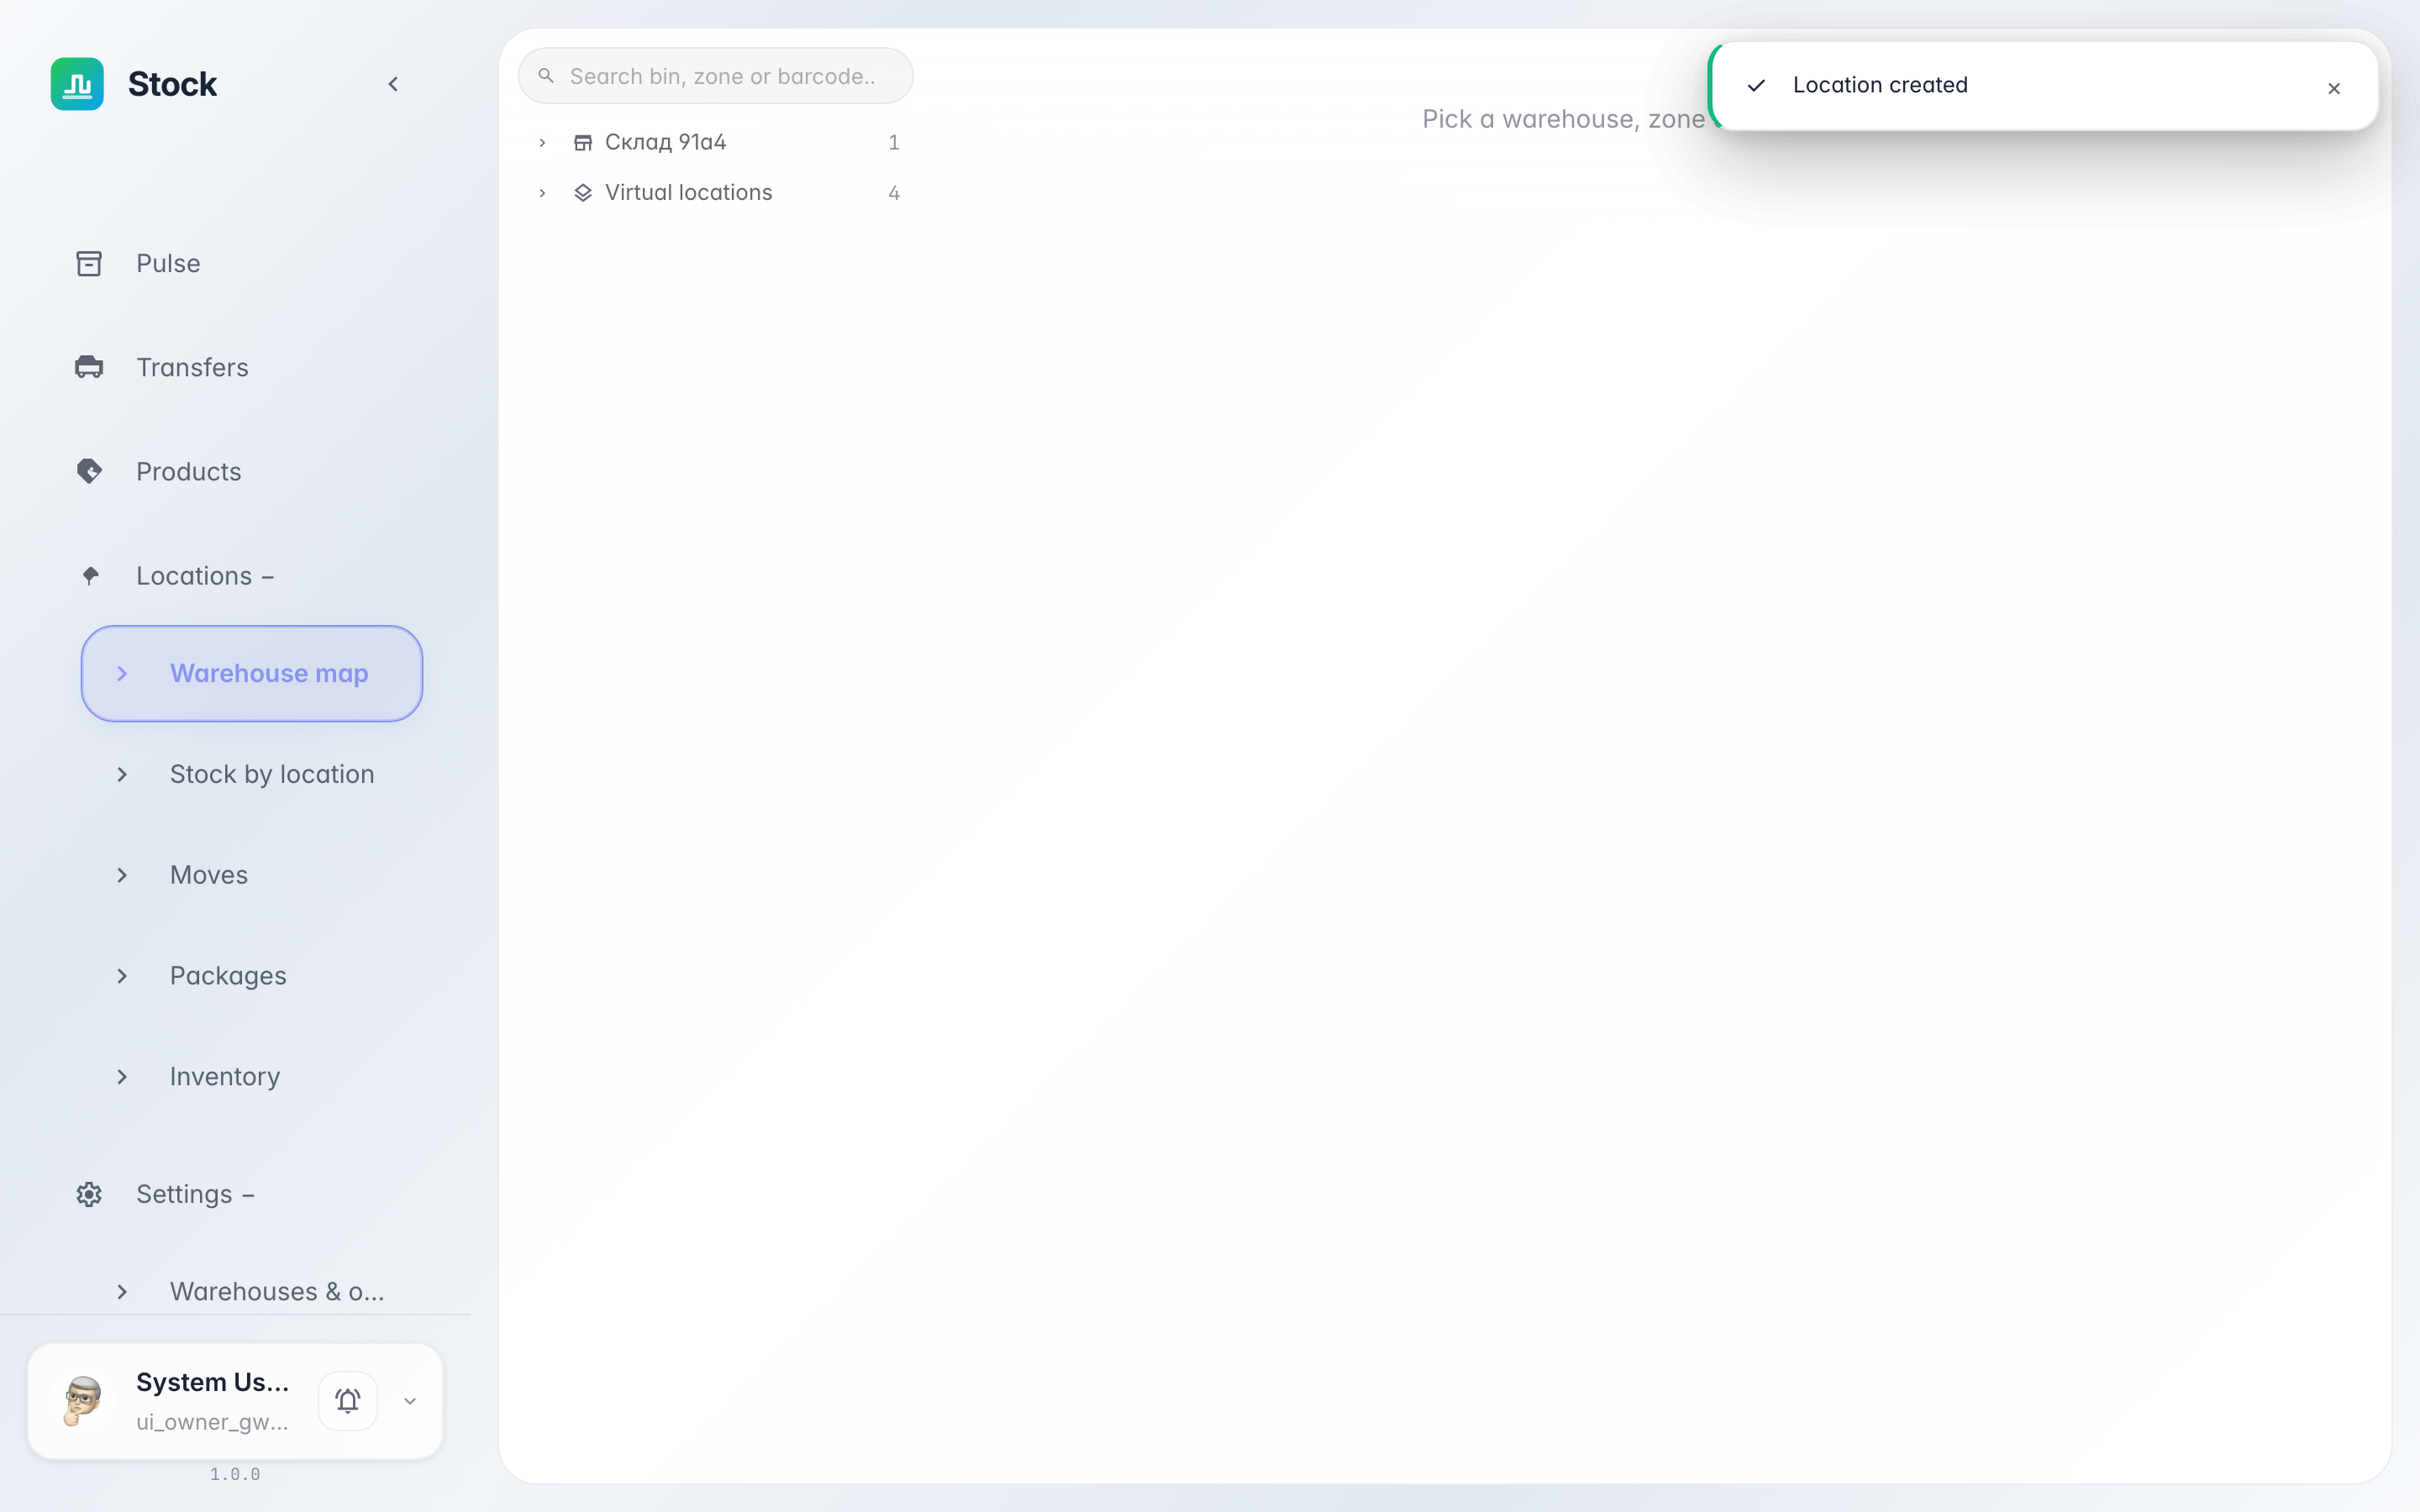 Stock
Search bin, zone or barcode..
Location created
Pick a warehouse, zone
Склад 91a4 1
Virtual locations 4
Pulse
Transfers
Products
Locations –
Warehouse map
Stock by location
Moves
Packages
Inventory
Settings –
Warehouses & o...
System Us...
ui_owner_gw...
1.0.0